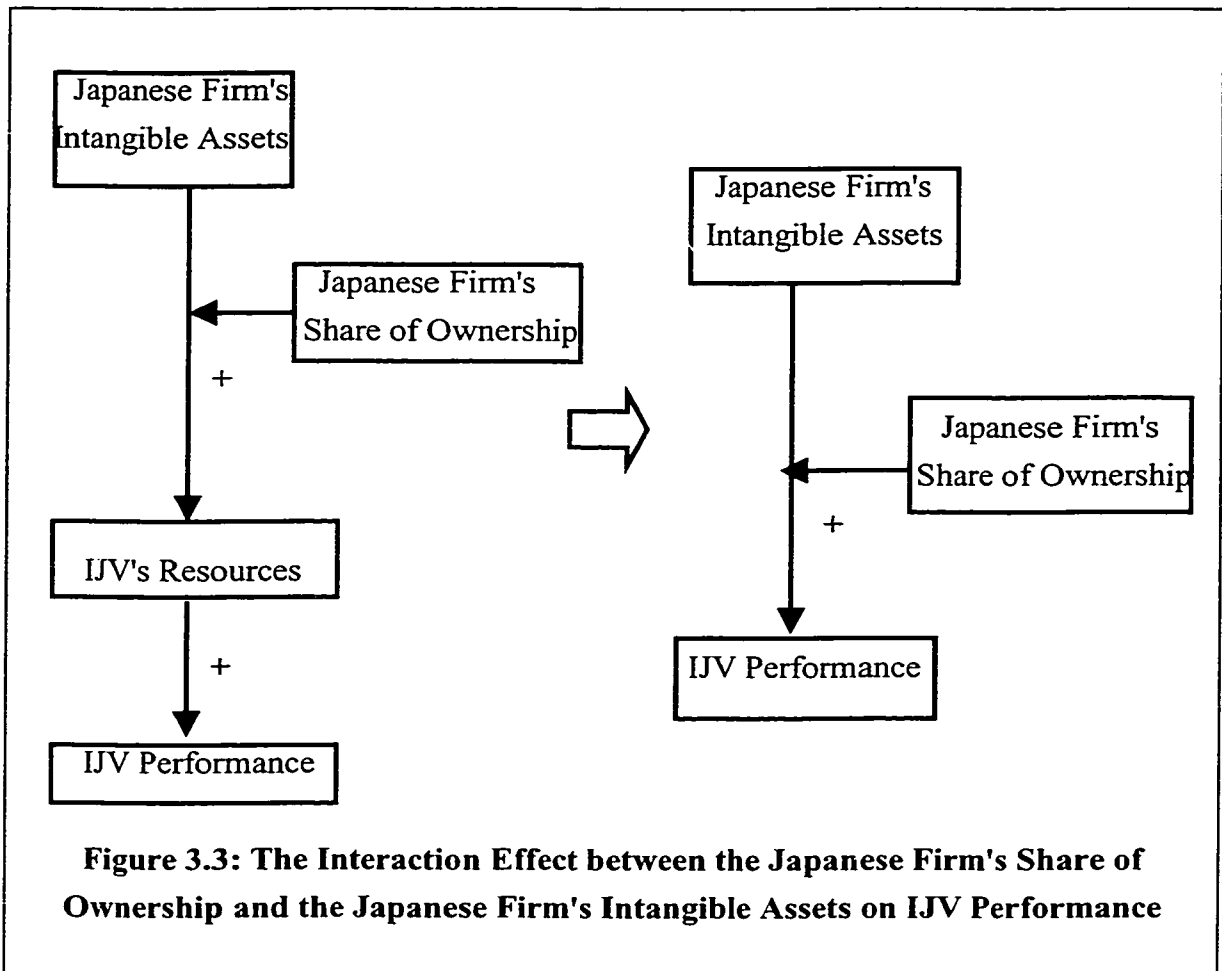 Japanese Firm's
Intangible Assets
Japanese Firm's
Share of Ownership
+
IJV's Resources
+
IJV Performance
Japanese Firm's
Intangible Assets
Japanese Firm's
Share of Ownership
+
IJV Performance
Figure 3.3: The Interaction Effect between the Japanese Firm's Share of
Ownership and the Japanese Firm's Intangible Assets on IJV Performance